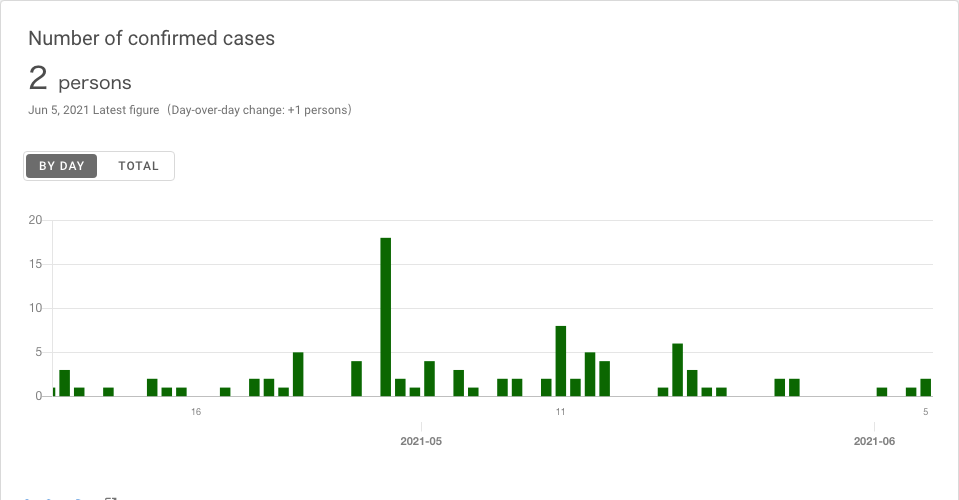 Number of confirmed cases
2 persons
Jun 5, 2021 Latest figure (Day-over-day change: +1 persons)
BY DAY TOTAL
20
15
10
5
0
16 11 5
2021-05 2021-06